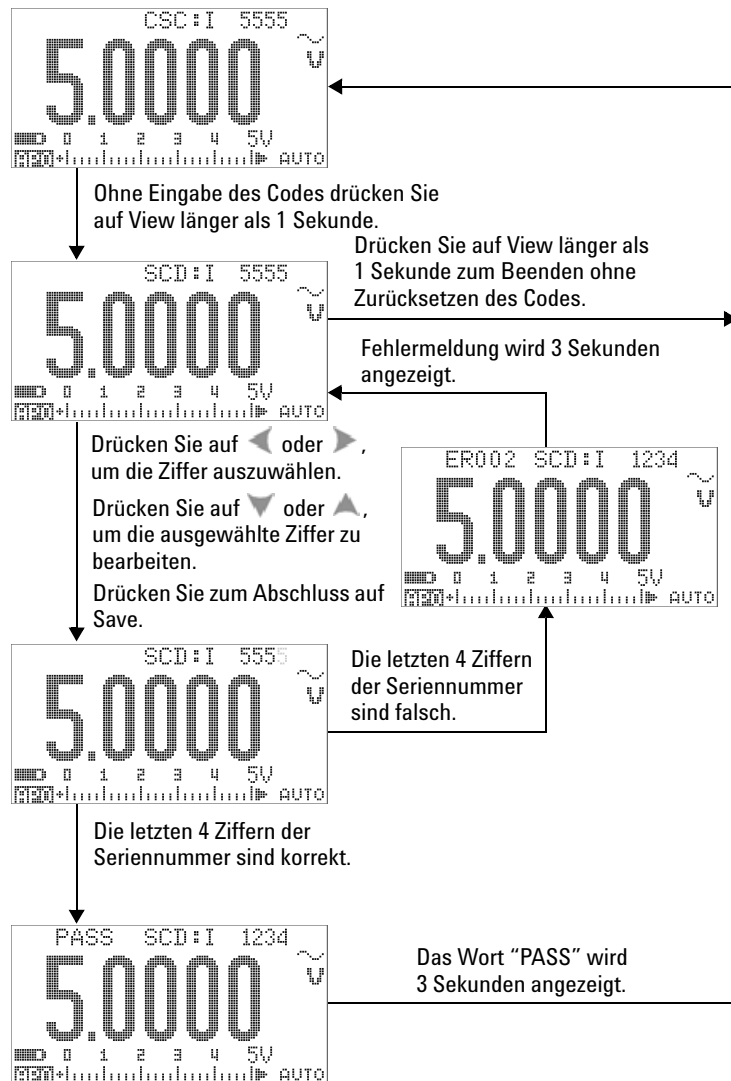 CSC:I 5555
5.0000
V
0 1 2 3 4 5V
APO AUTO
Ohne Eingabe des Codes drücken Sie
auf View länger als 1 Sekunde.
SCD:I 5555
5.0000
V
0 1 2 3 4 5V
APO AUTO
Drücken Sie auf View länger als
1 Sekunde zum Beenden ohne
Zurücksetzen des Codes.
Fehlermeldung wird 3 Sekunden
angezeigt.
Drücken Sie auf ◀ oder ▶,
um die Ziffer auszuwählen.
Drücken Sie auf ▼ oder ▲,
um die ausgewählte Ziffer zu
bearbeiten.
Drücken Sie zum Abschluss auf
Save.
ER002 SCD:I 1234
5.0000
V
0 1 2 3 4 5V
APO AUTO
SCD:I 5555
5.0000
V
0 1 2 3 4 5V
APO AUTO
Die letzten 4 Ziffern
der Seriennummer
sind falsch.
Die letzten 4 Ziffern der
Seriennummer sind korrekt.
PASS SCD:I 1234
5.0000
V
0 1 2 3 4 5V
APO AUTO
Das Wort “PASS” wird
3 Sekunden angezeigt.